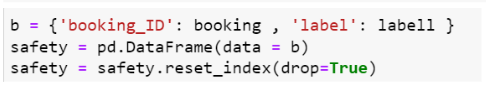 b = {'booking_ID': booking , 'label': labell }
safety = pd.DataFrame(data = b)
safety = safety.reset_index(drop=True)